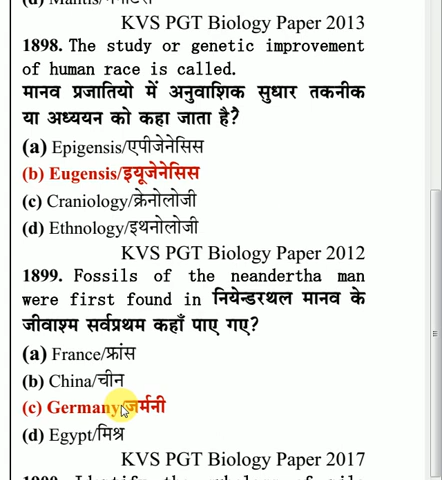 (d) Mantis/मेन्टिस
KVS PGT Biology Paper 2013
1898. The study or genetic improvement
of human race is called.
मानव प्रजातियो में अनुवाशिक सुधार तकनीक
या अध्ययन को कहा जाता है?
(a) Epigensis/एपीजेनेसिस
(b) Eugensis/इयूजेनेसिस
(c) Craniology/क्रेनोलोजी
(d) Ethnology/इथनोलोजी
KVS PGT Biology Paper 2012
1899. Fossils of the neandertha man
were first found in नियेन्डरथल मानव के
जीवाश्म सर्वप्रथम कहाँ पाए गए?
(a) France/फ्रांस
(b) China/चीन
(c) Germany/जर्मनी
(d) Egypt/मिश्र
KVS PGT Biology Paper 2017